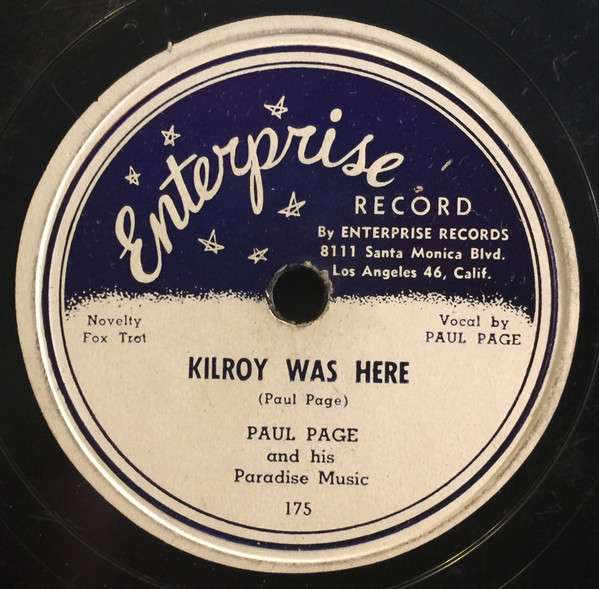 Enterprise
RECORD
By ENTERPRISE RECORDS
8111 Santa Monica Blvd.
Los Angeles 46, Calif.
Novelty
Fox Trot
Vocal by
PAUL PAGE
KILROY WAS HERE
(Paul Page)
PAUL PAGE
and his
Paradise Music
175